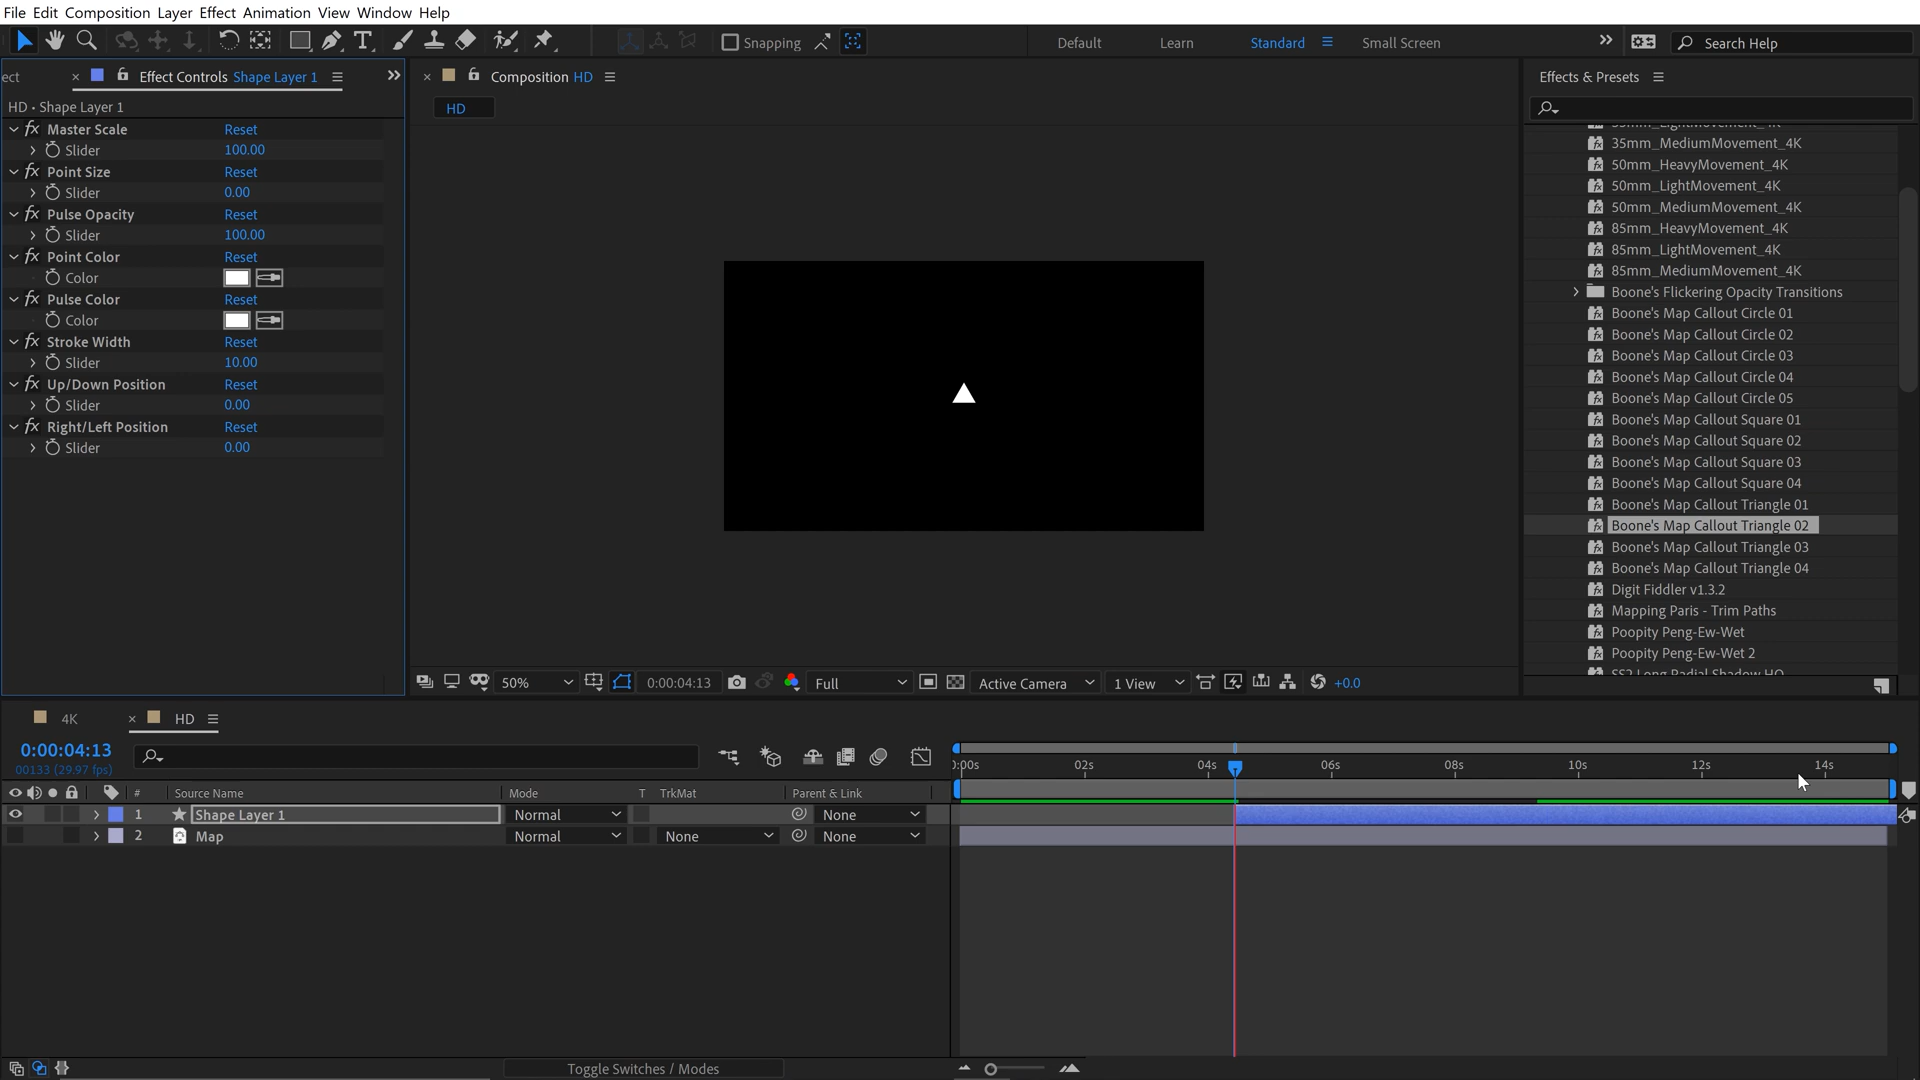 File Edit Composition Layer Effect Animation View Window Help
Snapping
Default Learn Standard Small Screen
Search Help
ect
Effect Controls Shape Layer 1
HD • Shape Layer 1
Master Scale Reset
Slider 100.00
Point Size Reset
Slider 0.00
Pulse Opacity Reset
Slider 100.00
Point Color Reset
Color
Pulse Color Reset
Color
Stroke Width Reset
Slider 10.00
Up/Down Position Reset
Slider 0.00
Right/Left Position Reset
Slider 0.00
Composition HD
HD
50% 0:00:04:13 Full Active Camera 1 View +0.0
Effects & Presets
35mm_LightMovement_4K
35mm_MediumMovement_4K
50mm_HeavyMovement_4K
50mm_LightMovement_4K
50mm_MediumMovement_4K
85mm_HeavyMovement_4K
85mm_LightMovement_4K
85mm_MediumMovement_4K
Boone's Flickering Opacity Transitions
Boone's Map Callout Circle 01
Boone's Map Callout Circle 02
Boone's Map Callout Circle 03
Boone's Map Callout Circle 04
Boone's Map Callout Circle 05
Boone's Map Callout Square 01
Boone's Map Callout Square 02
Boone's Map Callout Square 03
Boone's Map Callout Square 04
Boone's Map Callout Triangle 01
Boone's Map Callout Triangle 02
Boone's Map Callout Triangle 03
Boone's Map Callout Triangle 04
Digit Fiddler v1.3.2
Mapping Paris - Trim Paths
Poopity Peng-Ew-Wet
Poopity Peng-Ew-Wet 2
SS2 Long Radial Shadow HQ
4K HD
0:00:04:13
00133 (29.97 fps)
0:00s 02s 04s 06s 08s 10s 12s 14s
# Source Name Mode T TrkMat Parent & Link
1 Shape Layer 1 Normal None
2 Map Normal None None
Toggle Switches / Modes